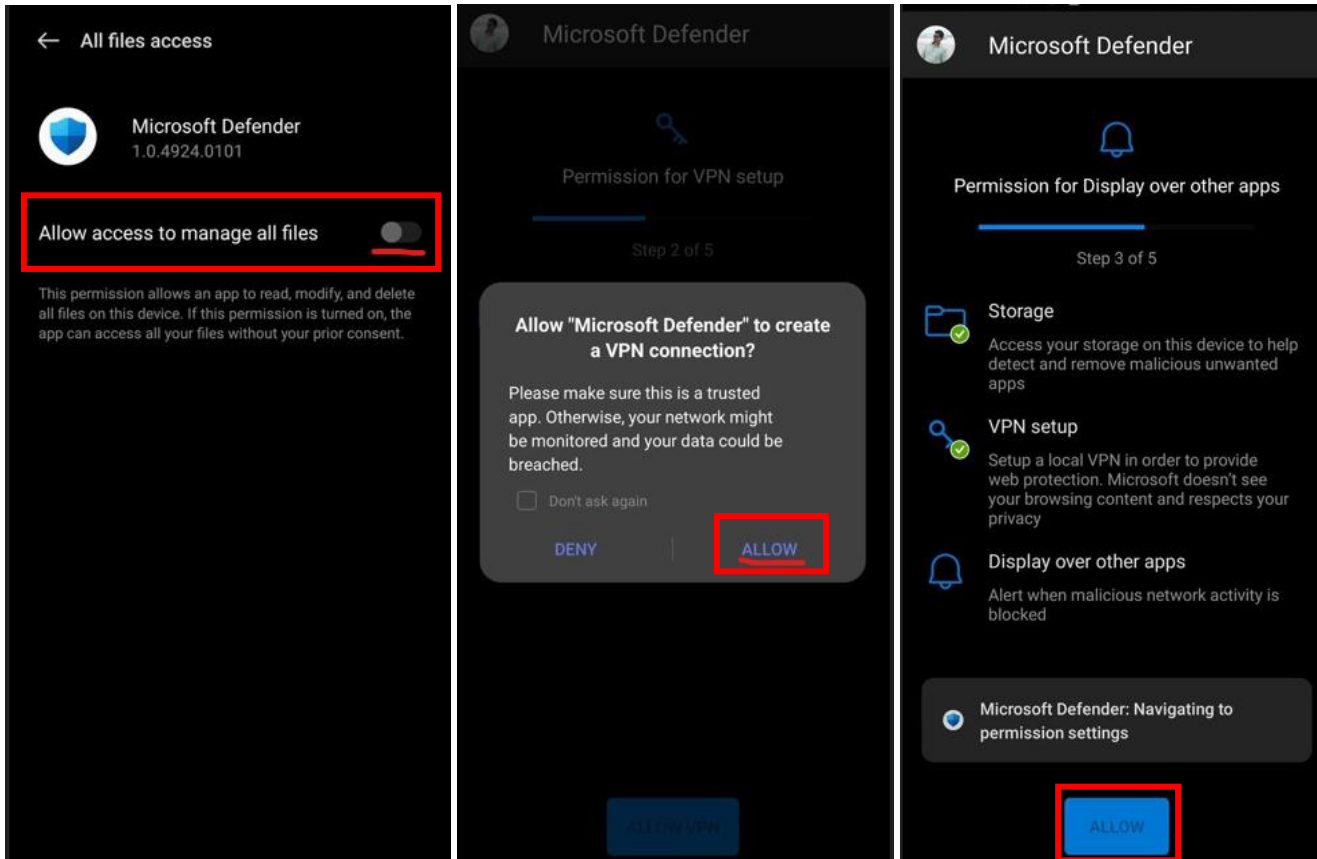 All files access
Microsoft Defender
1.0.4924.0101
Allow access to manage all files
This permission allows an app to read, modify, and delete
all files on this device. If this permission is turned on, the
app can access all your files without your prior consent.
Microsoft Defender
Permission for VPN setup
Step 2 of 5
Allow "Microsoft Defender" to create
a VPN connection?
Please make sure this is a trusted
app. Otherwise, your network might
be monitored and your data could be
breached.
Don't ask again
DENY
ALLOW
ALLOW VPN
Microsoft Defender
Permission for Display over other apps
Step 3 of 5
Storage
Access your storage on this device to help
detect and remove malicious unwanted
apps
VPN setup
Setup a local VPN in order to provide
web protection. Microsoft doesn't see
your browsing content and respects your
privacy
Display over other apps
Alert when malicious network activity is
blocked
Microsoft Defender: Navigating to
permission settings
ALLOW